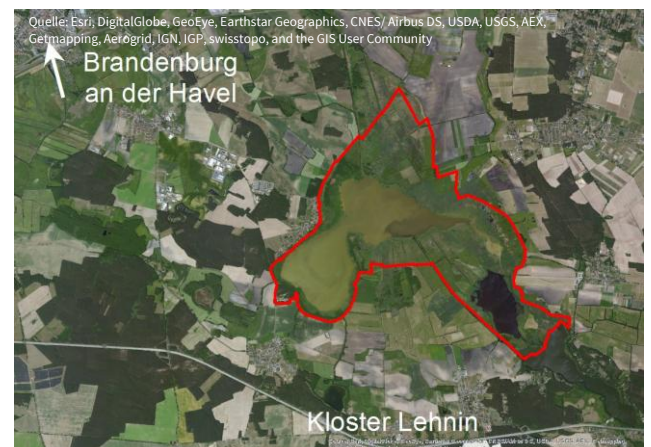 Quelle: Esri, DigitalGlobe, GeoEye, Earthstar Geographics, CNES/ Airbus DS, USDA, USGS, AEX,
Getmapping, Aerogrid, IGN, IGP, swisstopo, and the GIS User Community
Brandenburg
an der Havel
Kloster Lehnin